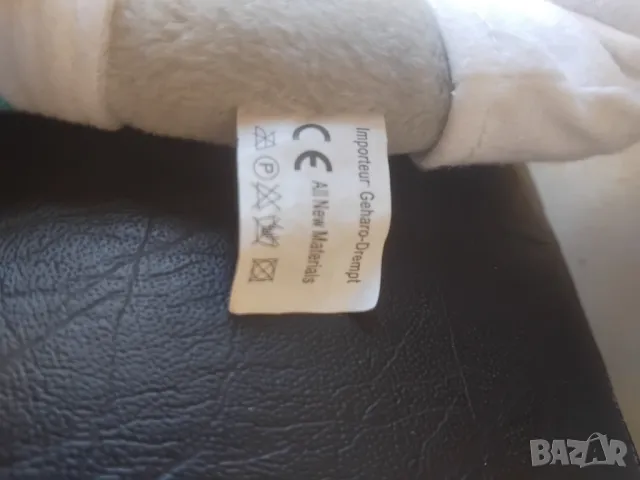 Importeur Geharo-Drempt
CE All New Materials
P
BAZAR